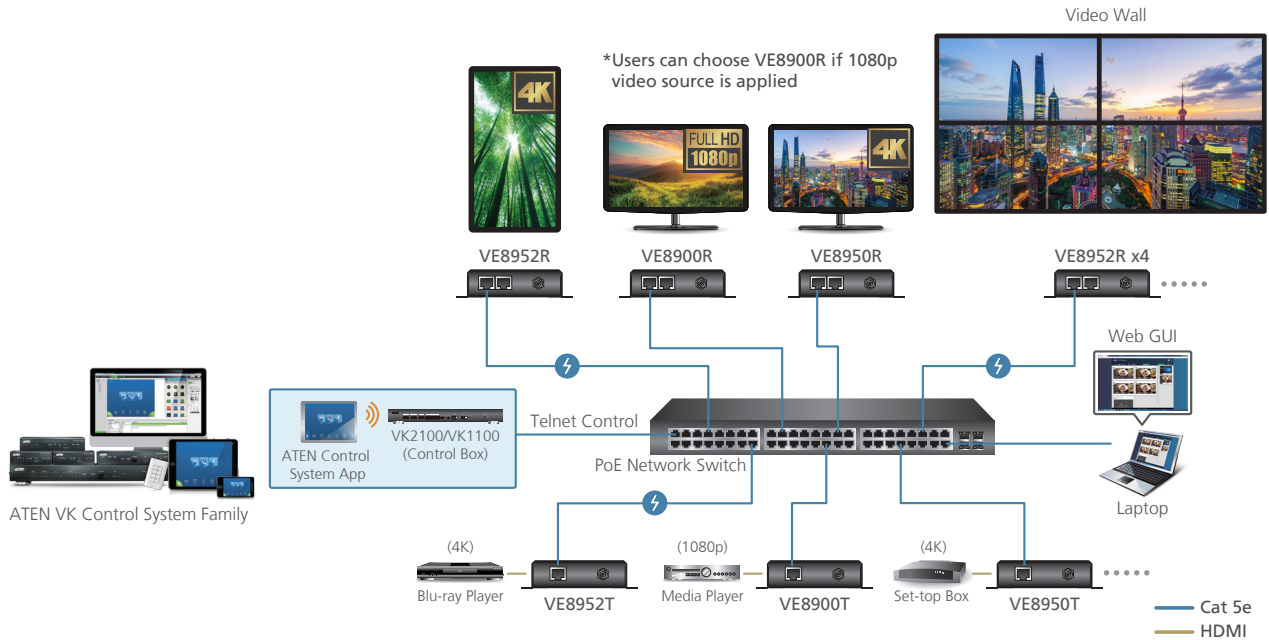 Video Wall
*Users can choose VE8900R if 1080p
video source is applied
4K
FULL HD
1080p
4K
VE8952R
VE8900R
VE8950R
VE8952R x4
Web GUI
Telnet Control
ATEN Control
System App
VK2100/VK1100
(Control Box)
PoE Network Switch
Laptop
ATEN VK Control System Family
(4K)
Blu-ray Player
VE8952T
(1080p)
Media Player
VE8900T
(4K)
Set-top Box
VE8950T
Cat 5e
HDMI